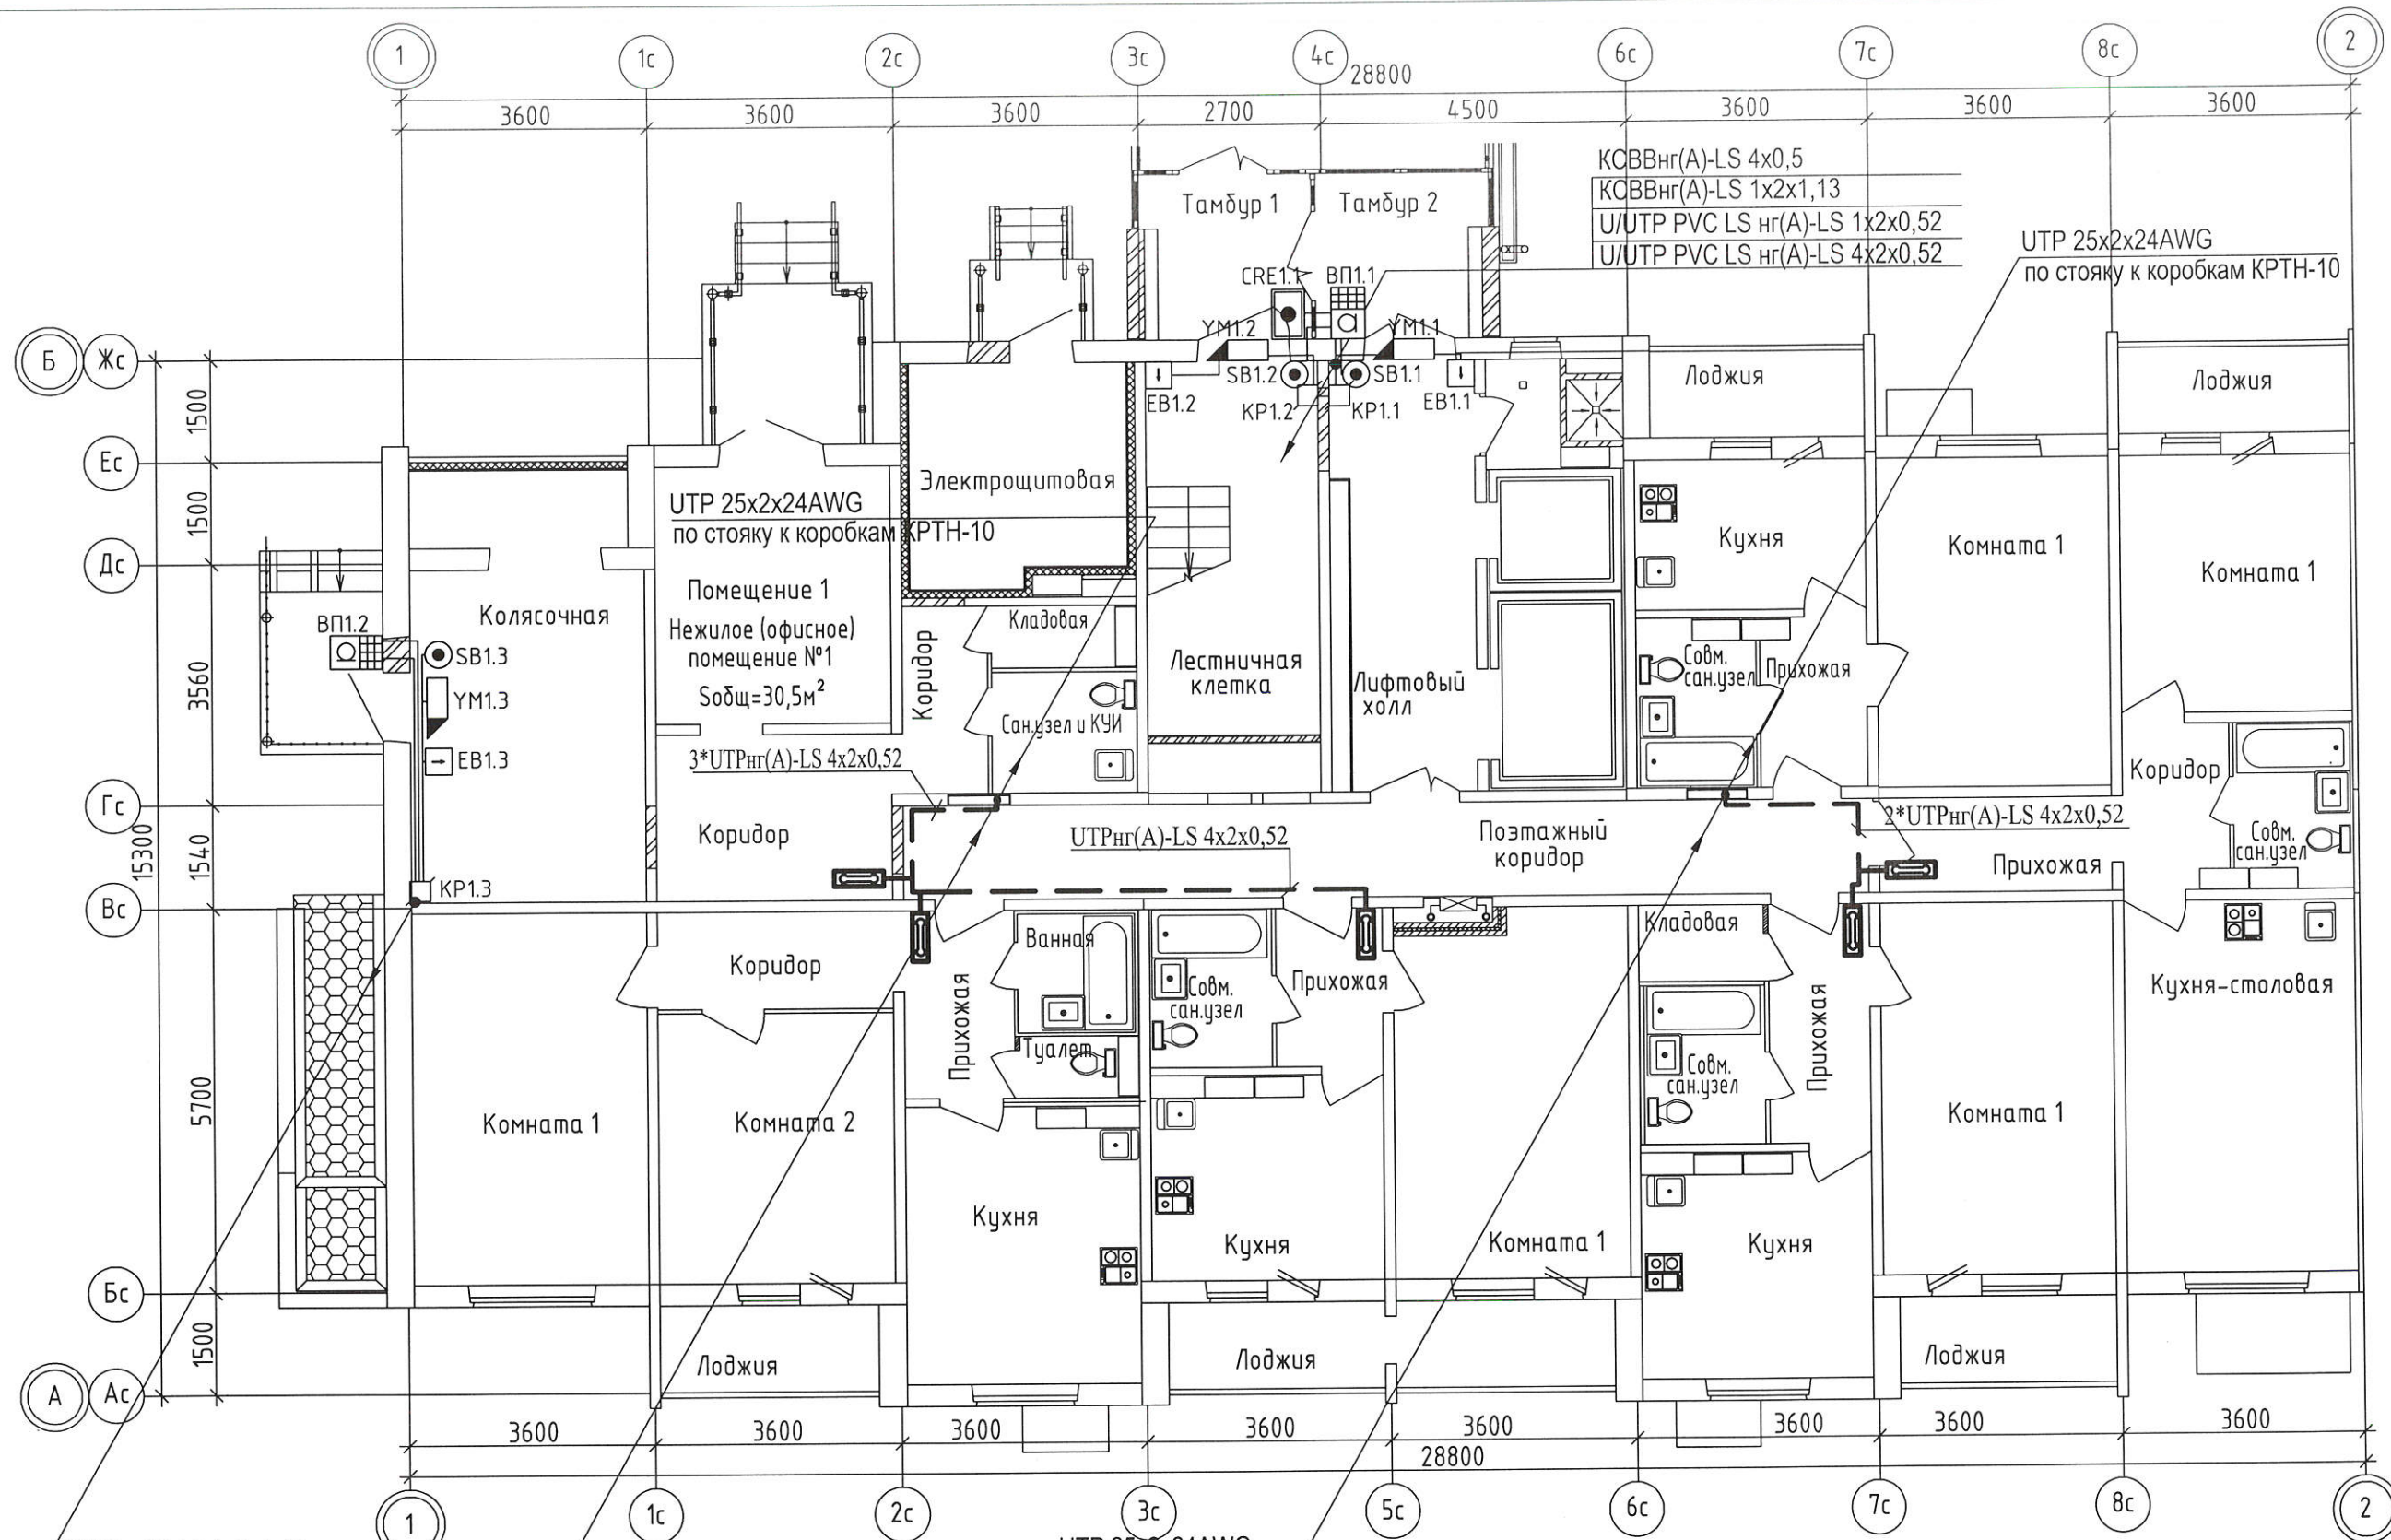 1
1с
2с
3с
4с
6с
7с
8с
2
28800
3600
3600
3600
2700
4500
3600
3600
3600
КСВВнг(А)-LS 4х0,5
КСВВнг(А)-LS 1х2х1,13
U/UTP PVC LS нг(А)-LS 1х2х0,52
U/UTP PVC LS нг(А)-LS 4х2х0,52
UTP 25х2х24AWG
по стояку к коробкам КРТН-10
Тамбур 1
Тамбур 2
CRE1.1
ВП1.1
YM1.2
YM1.1
SB1.2
SB1.1
EB1.2
KP1.2
KP1.1
EB1.1
Б
Жс
Ес
Дс
Гс
Вс
Бс
А
Ас
1500
1500
3560
1540
15300
5700
1500
Лоджия
Лоджия
Электрощитовая
UTP 25х2х24AWG
по стояку к коробкам КРТН-10
Кухня
Комната 1
Комната 1
Колясочная
Помещение 1
Нежилое (офисное)
помещение №1
Sобщ=30,5м²
Кладовая
Коридор
Сан.узел и КУИ
Лестничная
клетка
Лифтовый
холл
Совм.
сан.узел
Прихожая
ВП1.2
SB1.3
YM1.3
EB1.3
KP1.3
3*UTPнг(А)-LS 4х2х0,52
Коридор
UTPнг(А)-LS 4х2х0,52
Поэтажный
коридор
2*UTPнг(А)-LS 4х2х0,52
Коридор
Прихожая
Совм.
сан.узел
Коридор
Ванная
Прихожая
Туалет
Совм.
сан.узел
Прихожая
Кладовая
Совм.
сан.узел
Прихожая
Кухня-столовая
Комната 1
Комната 2
Кухня
Кухня
Комната 1
Кухня
Комната 1
Лоджия
Лоджия
Лоджия
3600
3600
3600
3600
3600
3600
3600
3600
28800
1
1с
2с
3с
5с
6с
7с
8с
2